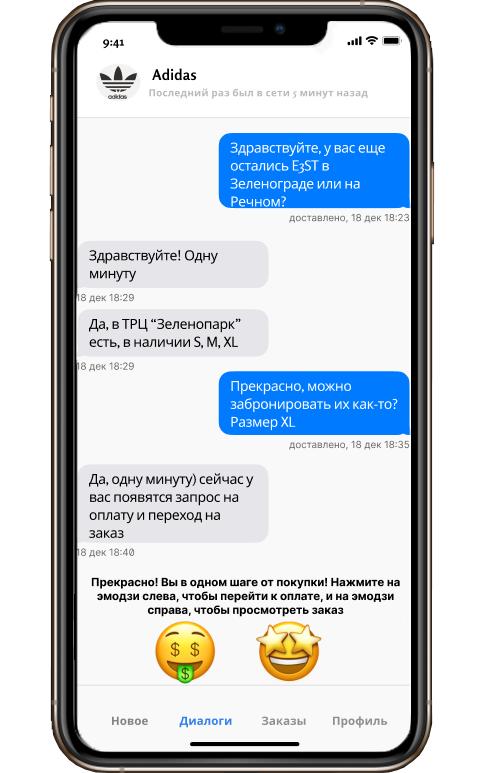 9:41
adidas
Adidas
Последний раз был в сети 5 минут назад
Здравствуйте, у вас еще
остались E3ST в
Зеленограде или на
Речном?
доставлено, 18 дек 18:23
Здравствуйте! Одну
минуту
18 дек 18:29
Да, в ТРЦ “Зеленопарк”
есть, в наличии S, M, XL
18 дек 18:29
Прекрасно, можно
забронировать их как-то?
Размер XL
доставлено, 18 дек 18:35
Да, одну минуту) сейчас у
вас появятся запрос на
оплату и переход на
заказ
18 дек 18:40
Прекрасно! Вы в одном шаге от покупки! Нажмите на
эмодзи слева, чтобы перейти к оплате, и на эмодзи
справа, чтобы просмотреть заказ
$ $
$
Новое Диалоги Заказы Профиль